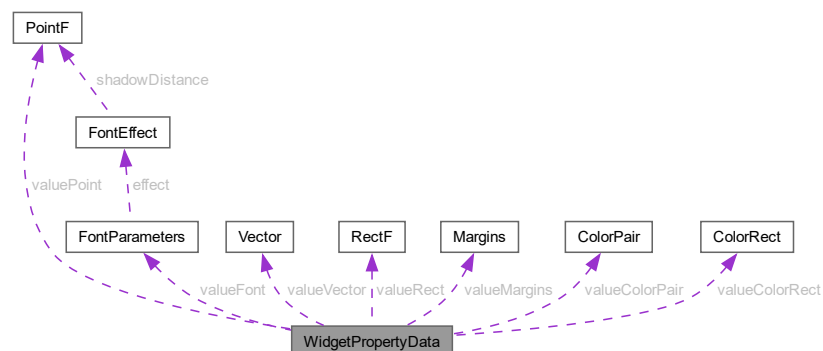 PointF
shadowDistance
FontEffect
valuePoint
effect
FontParameters
Vector
RectF
Margins
ColorPair
ColorRect
valueFont
valueVector
valueRect
valueMargins
valueColorPair
valueColorRect
WidgetPropertyData